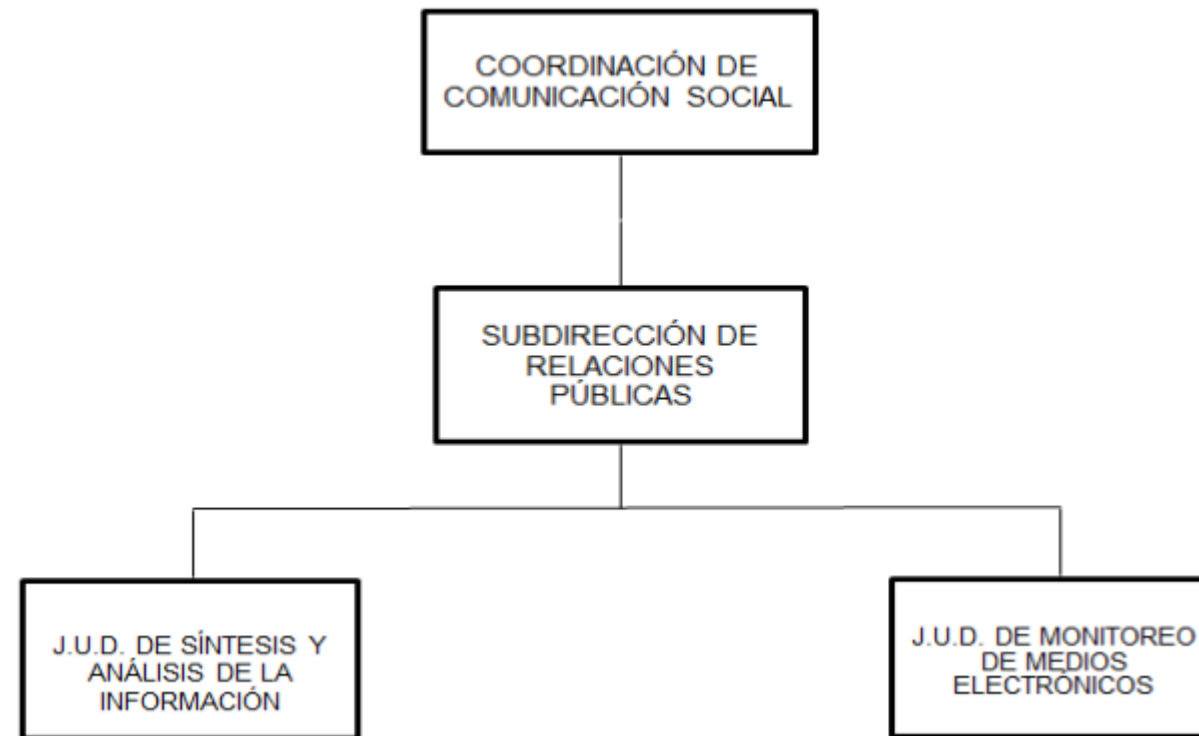 COORDINACIÓN DE
COMUNICACIÓN SOCIAL
SUBDIRECCIÓN DE
RELACIONES
PÚBLICAS
J.U.D. DE SÍNTESIS Y
ANÁLISIS DE LA
INFORMACIÓN
J.U.D. DE MONITOREO
DE MEDIOS
ELECTRÓNICOS